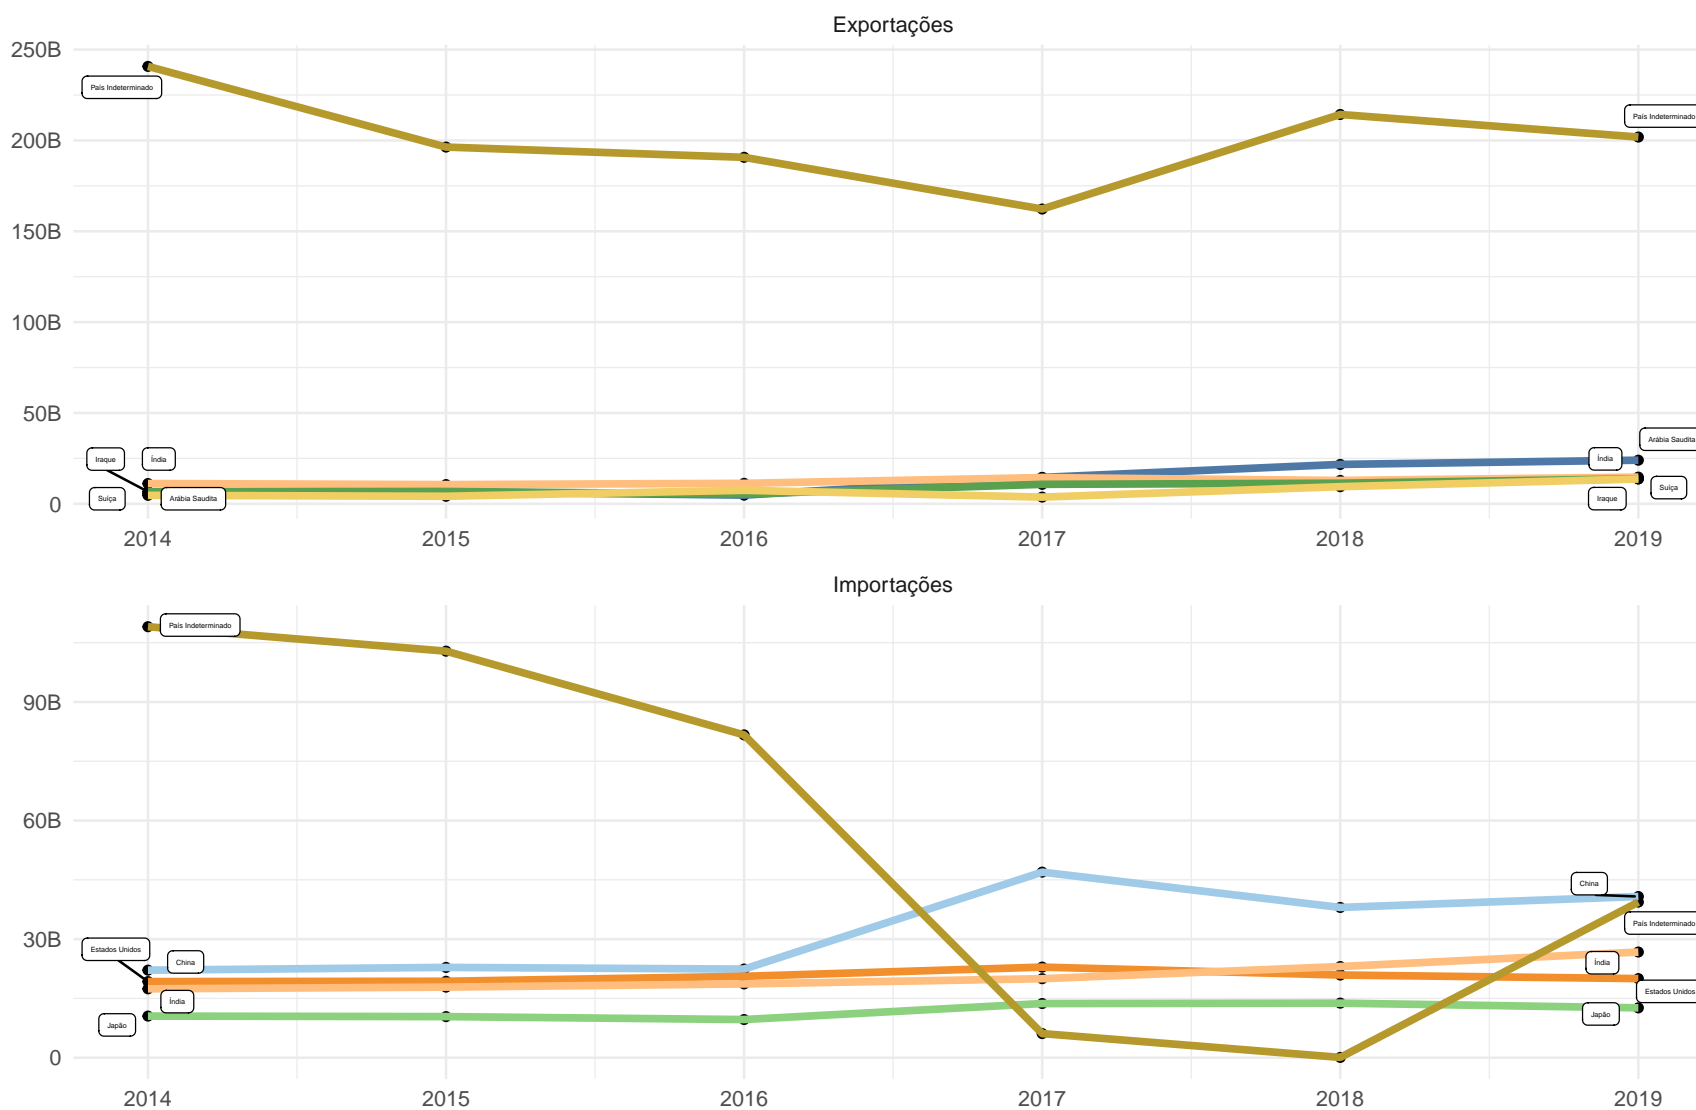 Exportações
250B
País Indeterminado
País Indeterminado
200B
150B
100B
50B
Arábia Saudita
Iraque
Índia
Índia
Suíça
Suíça
Arábia Saudita
Iraque
0
2014 2015 2016 2017 2018 2019
Importações
País Indeterminado
90B
60B
China
País Indeterminado
30B
Estados Unidos
China
Índia
Índia
Estados Unidos
Japão
Japão
0
2014 2015 2016 2017 2018 2019